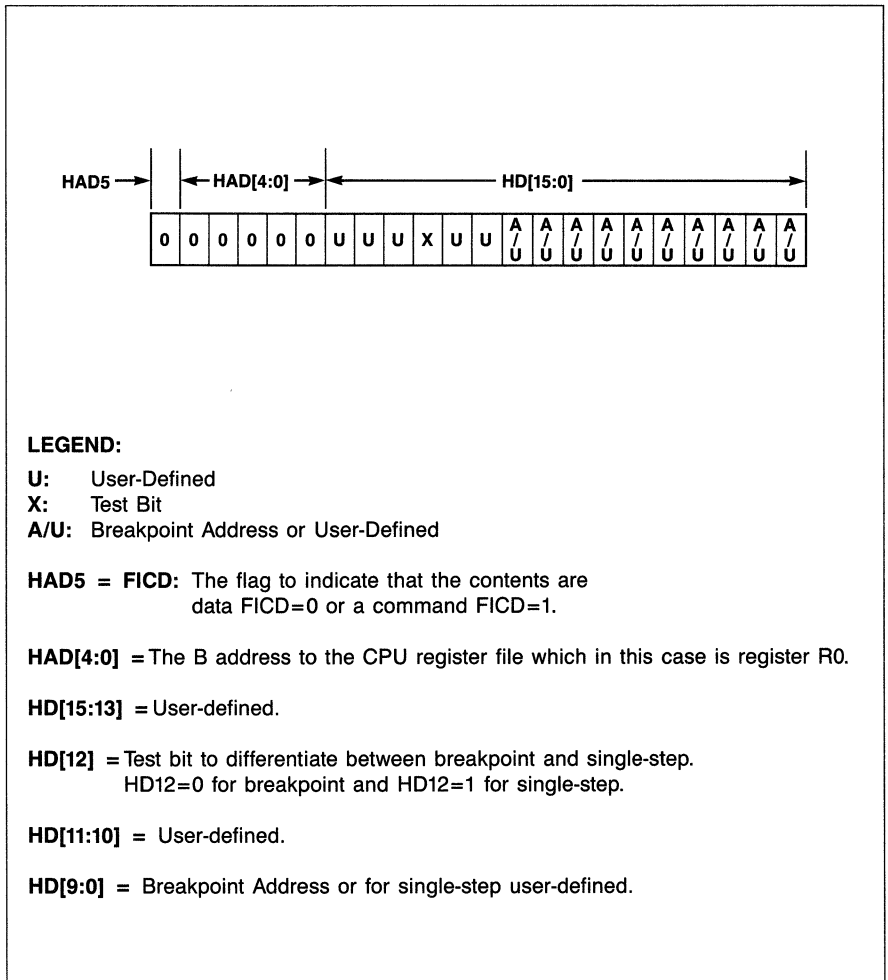 HAD5 HAD[4:0] HD[15:0]
0 0 0 0 0 0 U U U X U U A/U A/U A/U A/U A/U A/U A/U A/U A/U A/U
LEGEND:
U: User-Defined
X: Test Bit
A/U: Breakpoint Address or User-Defined
HAD5 = FICD: The flag to indicate that the contents are
data FICD=0 or a command FICD=1.
HAD[4:0] = The B address to the CPU register file which in this case is register R0.
HD[15:13] = User-defined.
HD[12] = Test bit to differentiate between breakpoint and single-step.
HD12=0 for breakpoint and HD12=1 for single-step.
HD[11:10] = User-defined.
HD[9:0] = Breakpoint Address or for single-step user-defined.